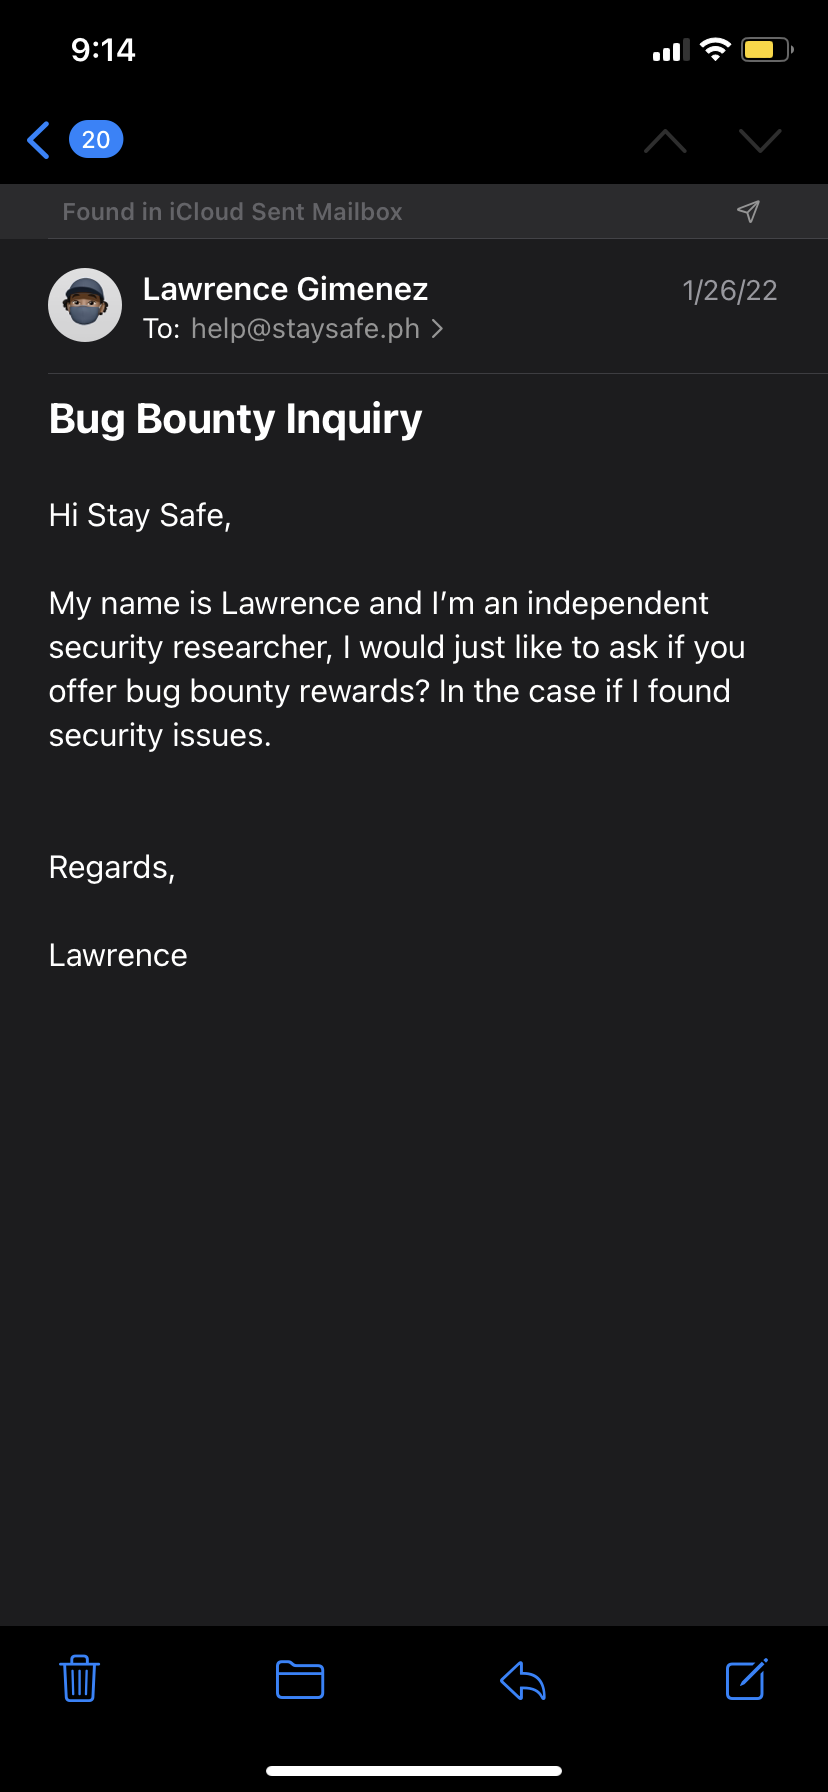 9:14
20
Found in iCloud Sent Mailbox
Lawrence Gimenez
1/26/22
To: help@staysafe.ph
Bug Bounty Inquiry
Hi Stay Safe,
My name is Lawrence and I’m an independent
security researcher, I would just like to ask if you
offer bug bounty rewards? In the case if I found
security issues.
Regards,
Lawrence